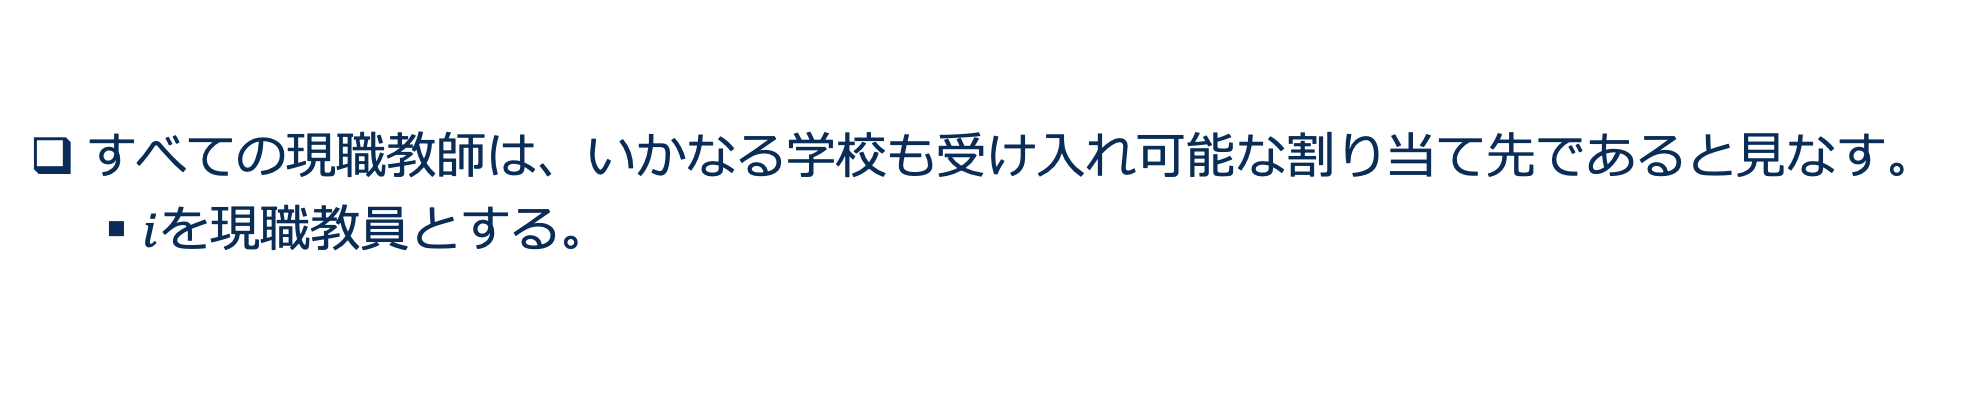 ❑ すべての現職教師は、いかなる学校も受け入れ可能な割り当て先であると見なす。
▪ iを現職教員とする。